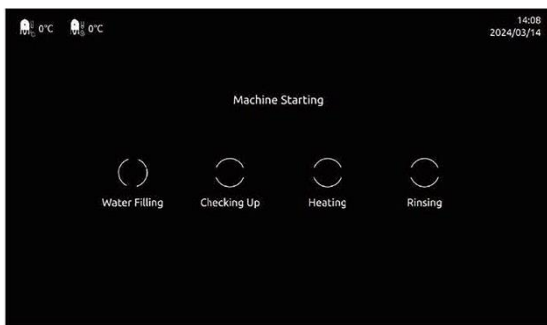 0℃
0℃
14:08
2024/03/14
Machine Starting
Water Filling
Checking Up
Heating
Rinsing